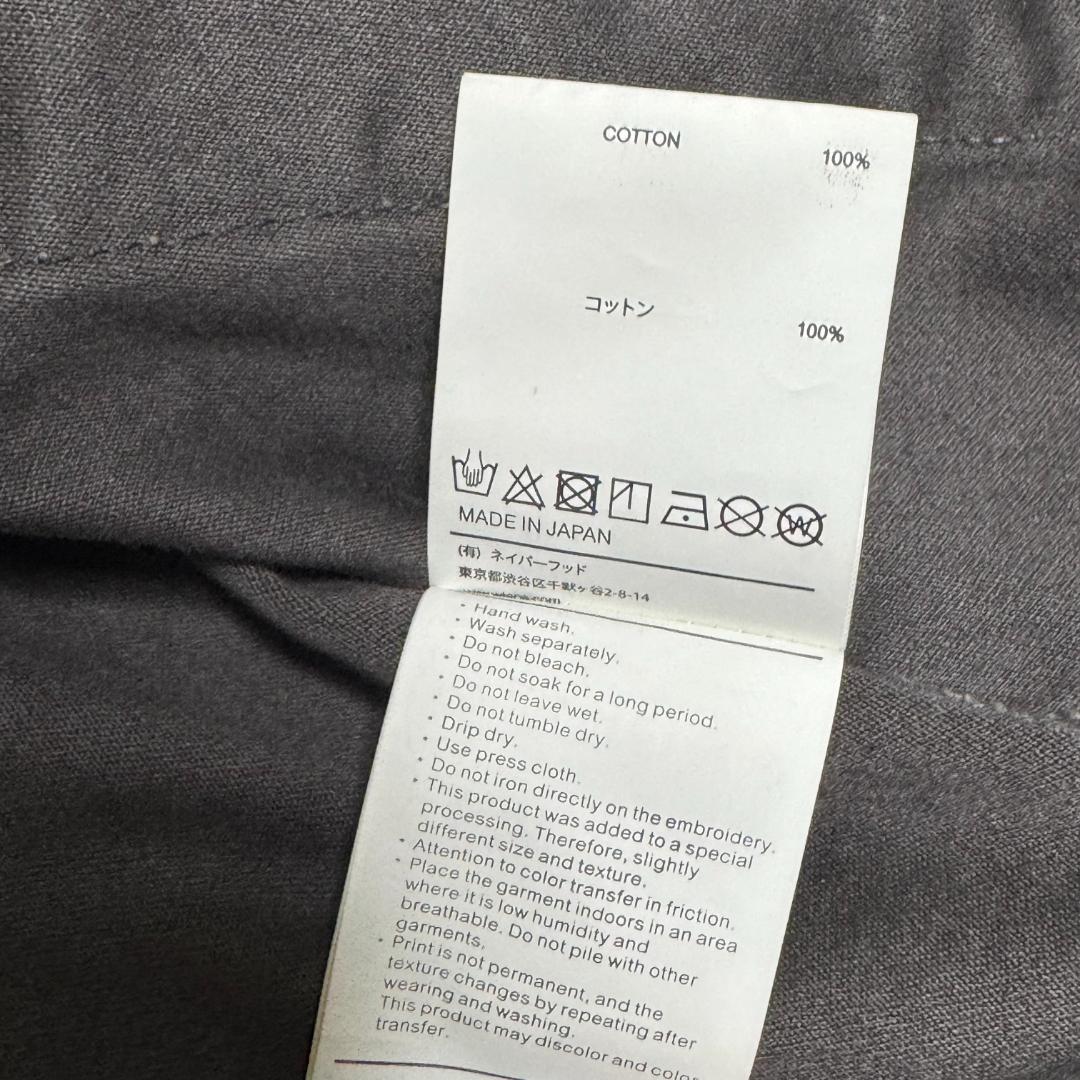 COTTON 100%
コットン 100%
W
MADE IN JAPAN
(有) ネイバーフッド
東京都渋谷区千駄ヶ谷2-8-14
• Hand wash.
• Wash separately.
• Do not bleach.
• Do not soak for a long period.
• Do not leave wet.
• Do not tumble dry.
• Drip dry.
• Use press cloth.
• Do not iron directly on the embroidery.
• This product was added to a special
processing. Therefore, slightly
different size and texture.
• Attention to color transfer in friction.
• Place the garment indoors in an area
where it is low humidity and
breathable. Do not pile with other
garments.
• Print is not permanent, and the
texture changes by repeating after
wearing and washing.
This product may discolor and color
transfer.